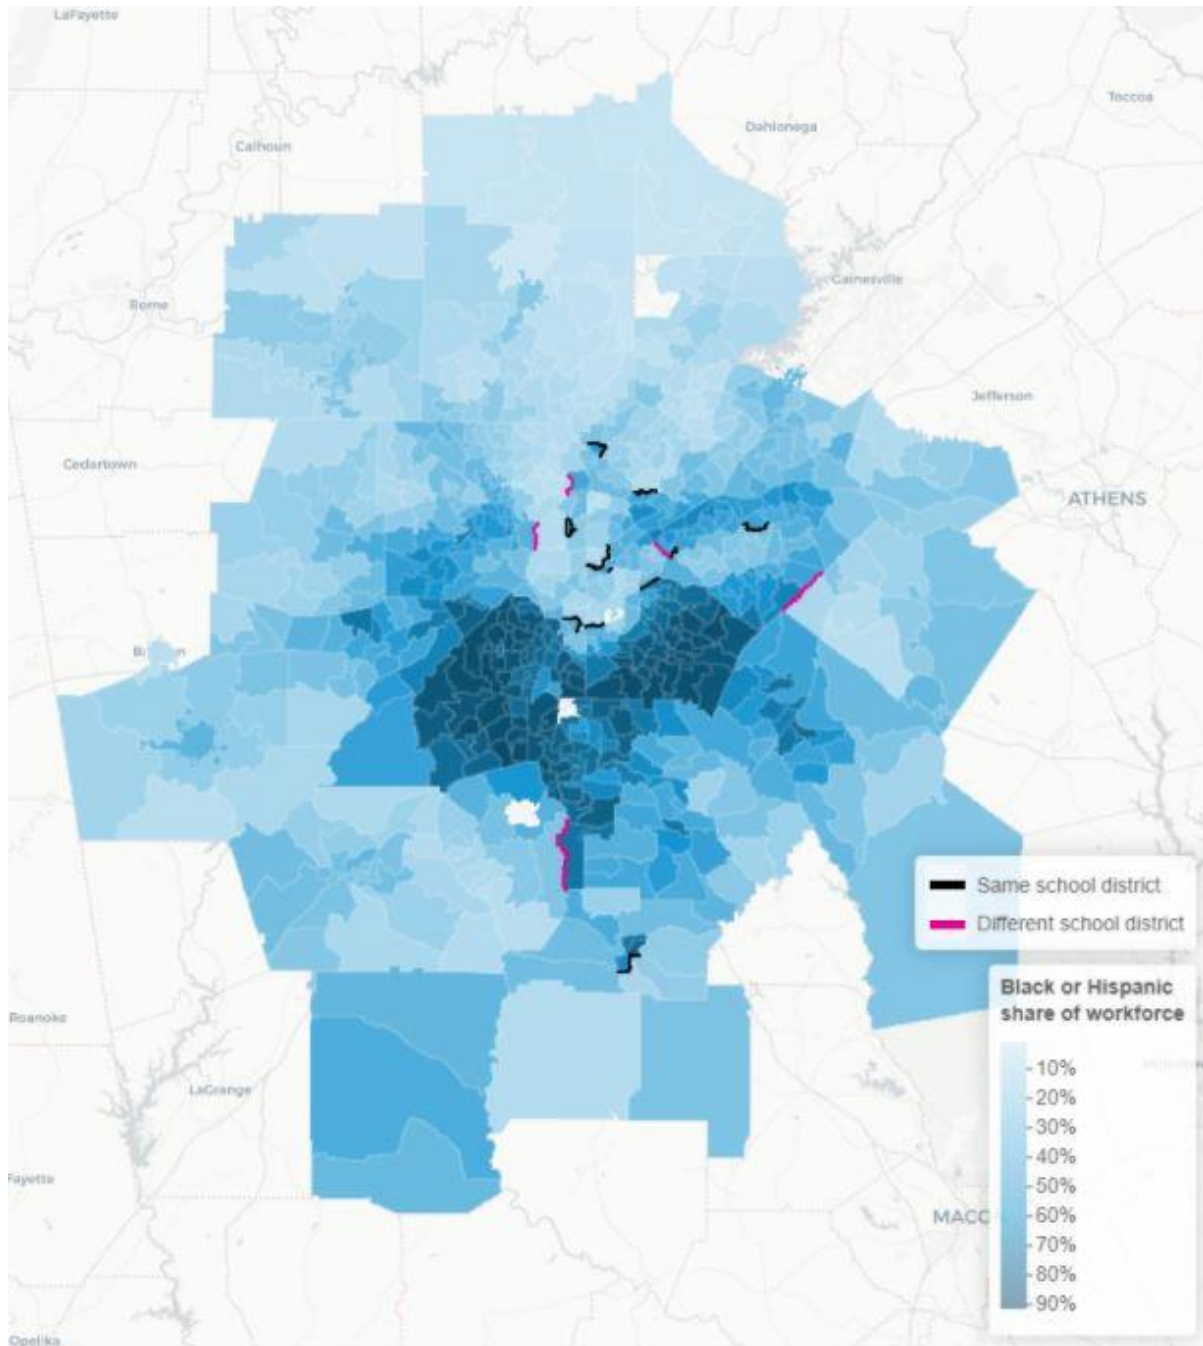 LaFayette
Toccoa
Dahlonega
Calhoun
Gainesville
Rome
Jefferson
Cedartown
ATHENS
Same school district
Different school district
Black or Hispanic
share of workforce
Roanoke
10%
LaGrange
20%
30%
40%
50%
Fayette
60%
MACO
70%
80%
90%
Opelika